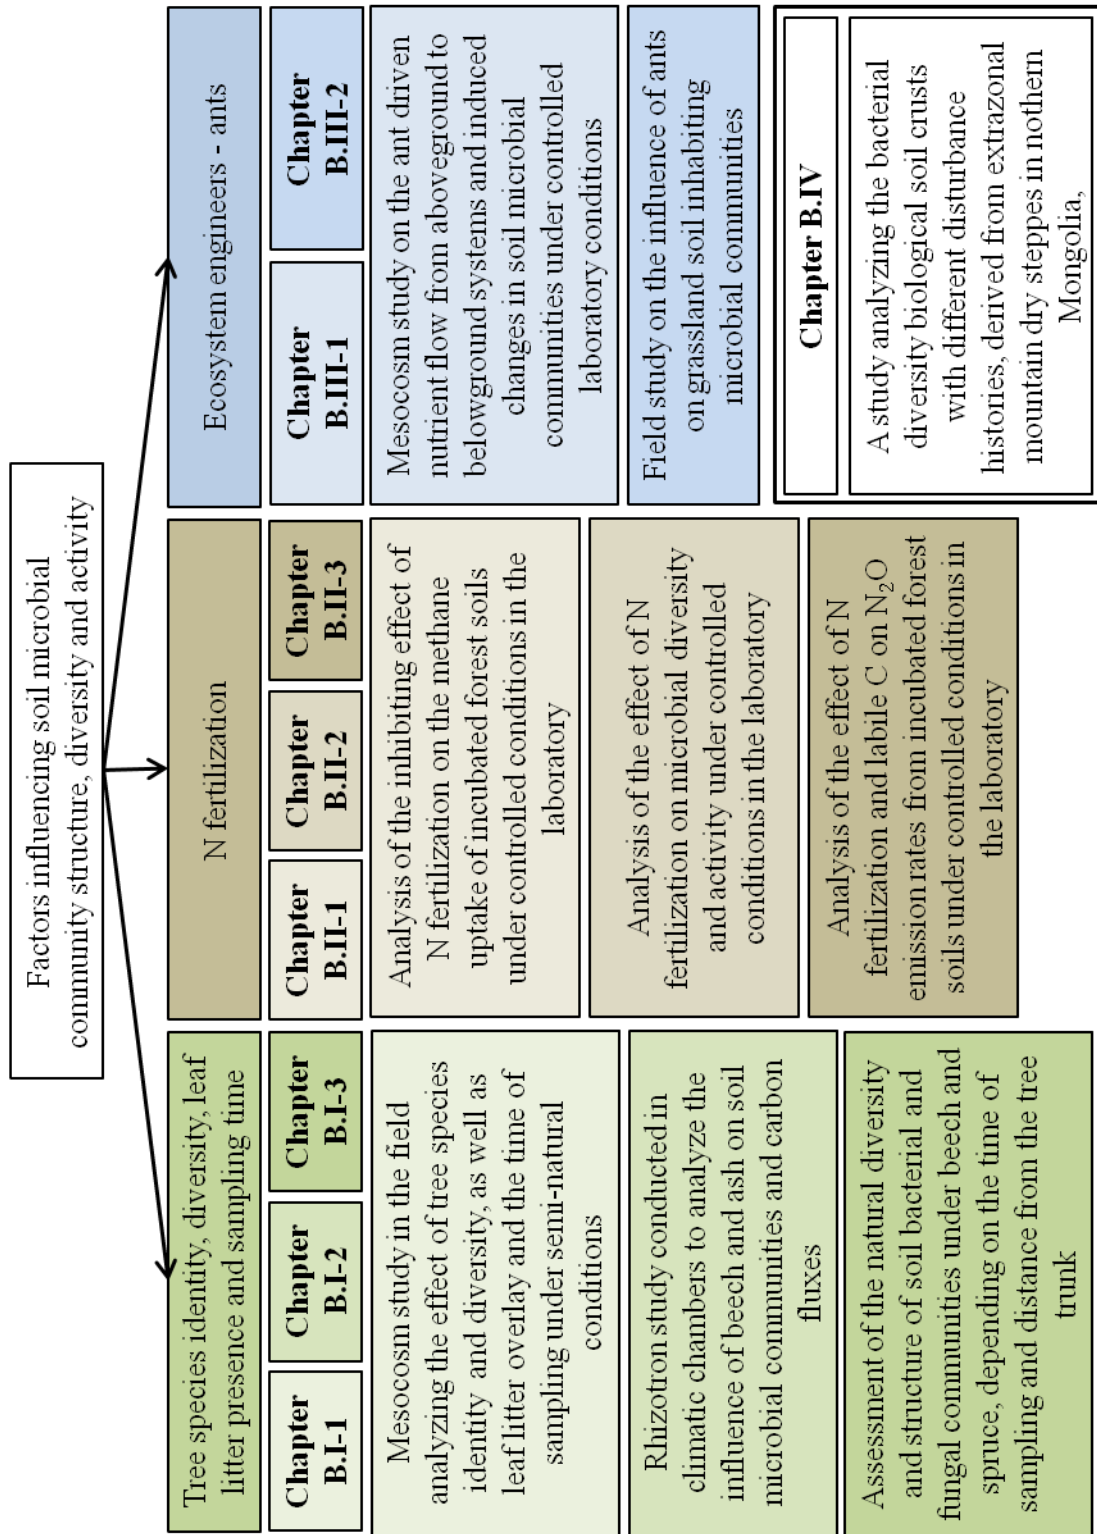 Factors influencing soil microbial
community structure, diversity and activity
Tree species identity, diversity, leaf
litter presence and sampling time
Chapter
B.I-1
Chapter
B.I-2
Chapter
B.I-3
Mesocosm study in the field
analyzing the effect of tree species
identity and diversity, as well as
leaf litter overlay and the time of
sampling under semi-natural
conditions
Rhizotron study conducted in
climatic chambers to analyze the
influence of beech and ash on soil
microbial communities and carbon
fluxes
Assessment of the natural diversity
and structure of soil bacterial and
fungal communities under beech and
spruce, depending on the time of
sampling and distance from the tree
trunk
N fertilization
Chapter
B.II-1
Chapter
B.II-2
Chapter
B.II-3
Analysis of the inhibiting effect of
N fertilization on the methane
uptake of incubated forest soils
under controlled conditions in the
laboratory
Analysis of the effect of N
fertilization on microbial diversity
and activity under controlled
conditions in the laboratory
Analysis of the effect of N
fertilization and labile C on N₂O
emission rates from incubated forest
soils under controlled conditions in
the laboratory
Ecosystem engineers - ants
Chapter
B.III-1
Chapter
B.III-2
Mesocosm study on the ant driven
nutrient flow from aboveground to
belowground systems and induced
changes in soil microbial
communities under controlled
laboratory conditions
Field study on the influence of ants
on grassland soil inhabiting
microbial communities
Chapter B.IV
A study analyzing the bacterial
diversity biological soil crusts
with different disturbance
histories, derived from extrazonal
mountain dry steppes in nothern
Mongolia,